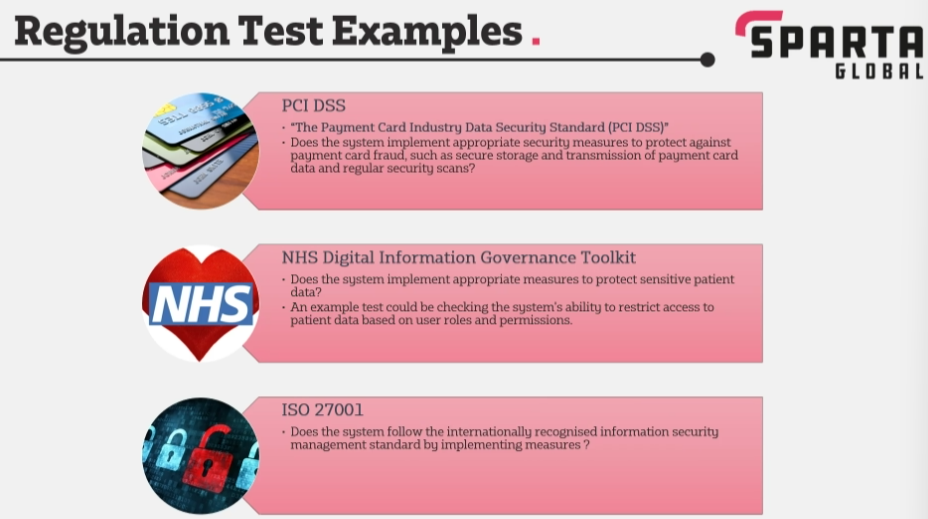 Regulation Test Examples .
SPARTA
GLOBAL
PCI DSS
· "The Payment Card Industry Data Security Standard (PCI DSS)"
· Does the system implement appropriate security measures to protect against
payment card fraud, such as secure storage and transmission of payment card
data and regular security scans?
NHS Digital Information Governance Toolkit
· Does the system implement appropriate measures to protect sensitive patient
data?
· An example test could be checking the system's ability to restrict access to
patient data based on user roles and permissions.
NHS
ISO 27001
· Does the system follow the internationally recognised information security
management standard by implementing measures ?